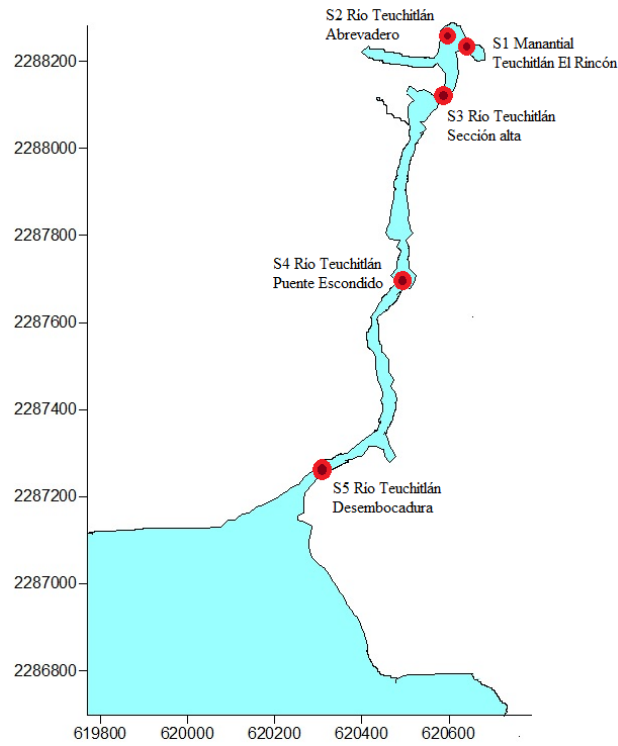 S2 Río Teuchitlán
Abrevadero
S1 Manantial
Teuchitlán El Rincón
S3 Río Teuchitlán
Sección alta
S4 Río Teuchitlán
Puente Escondido
S5 Río Teuchitlán
Desembocadura
2288200
2288000
2287800
2287600
2287400
2287200
2287000
2286800
619800 620000 620200 620400 620600